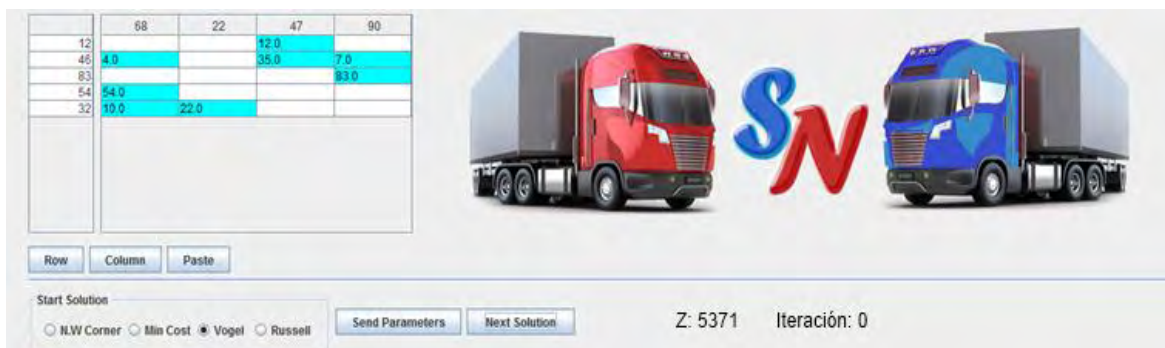 68 22 47 90
12 12.0
46 4.0 35.0 7.0
83 83.0
54 54.0
32 10.0 22.0
SN
Row Column Paste
Start Solution
N.W Corner Min Cost Vogel Russell Send Parameters Next Solution Z: 5371 Iteración: 0